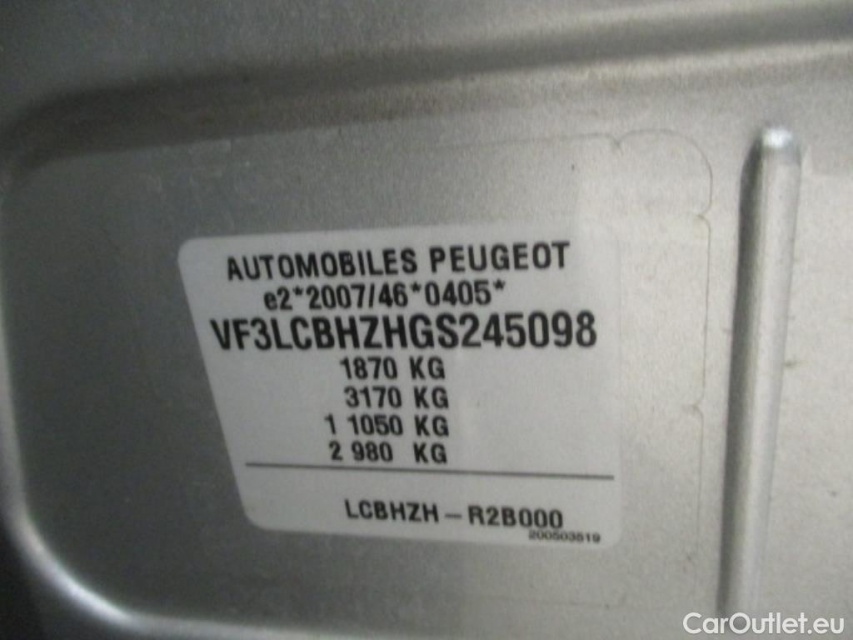 AUTOMOBILES PEUGEOT
e2*2007/46*0405*
VF3LCBHZHGS245098
1870 KG
3170 KG
1 1050 KG
2 980 KG
LCBHZH – R2B000
200503519
CarOutlet.eu